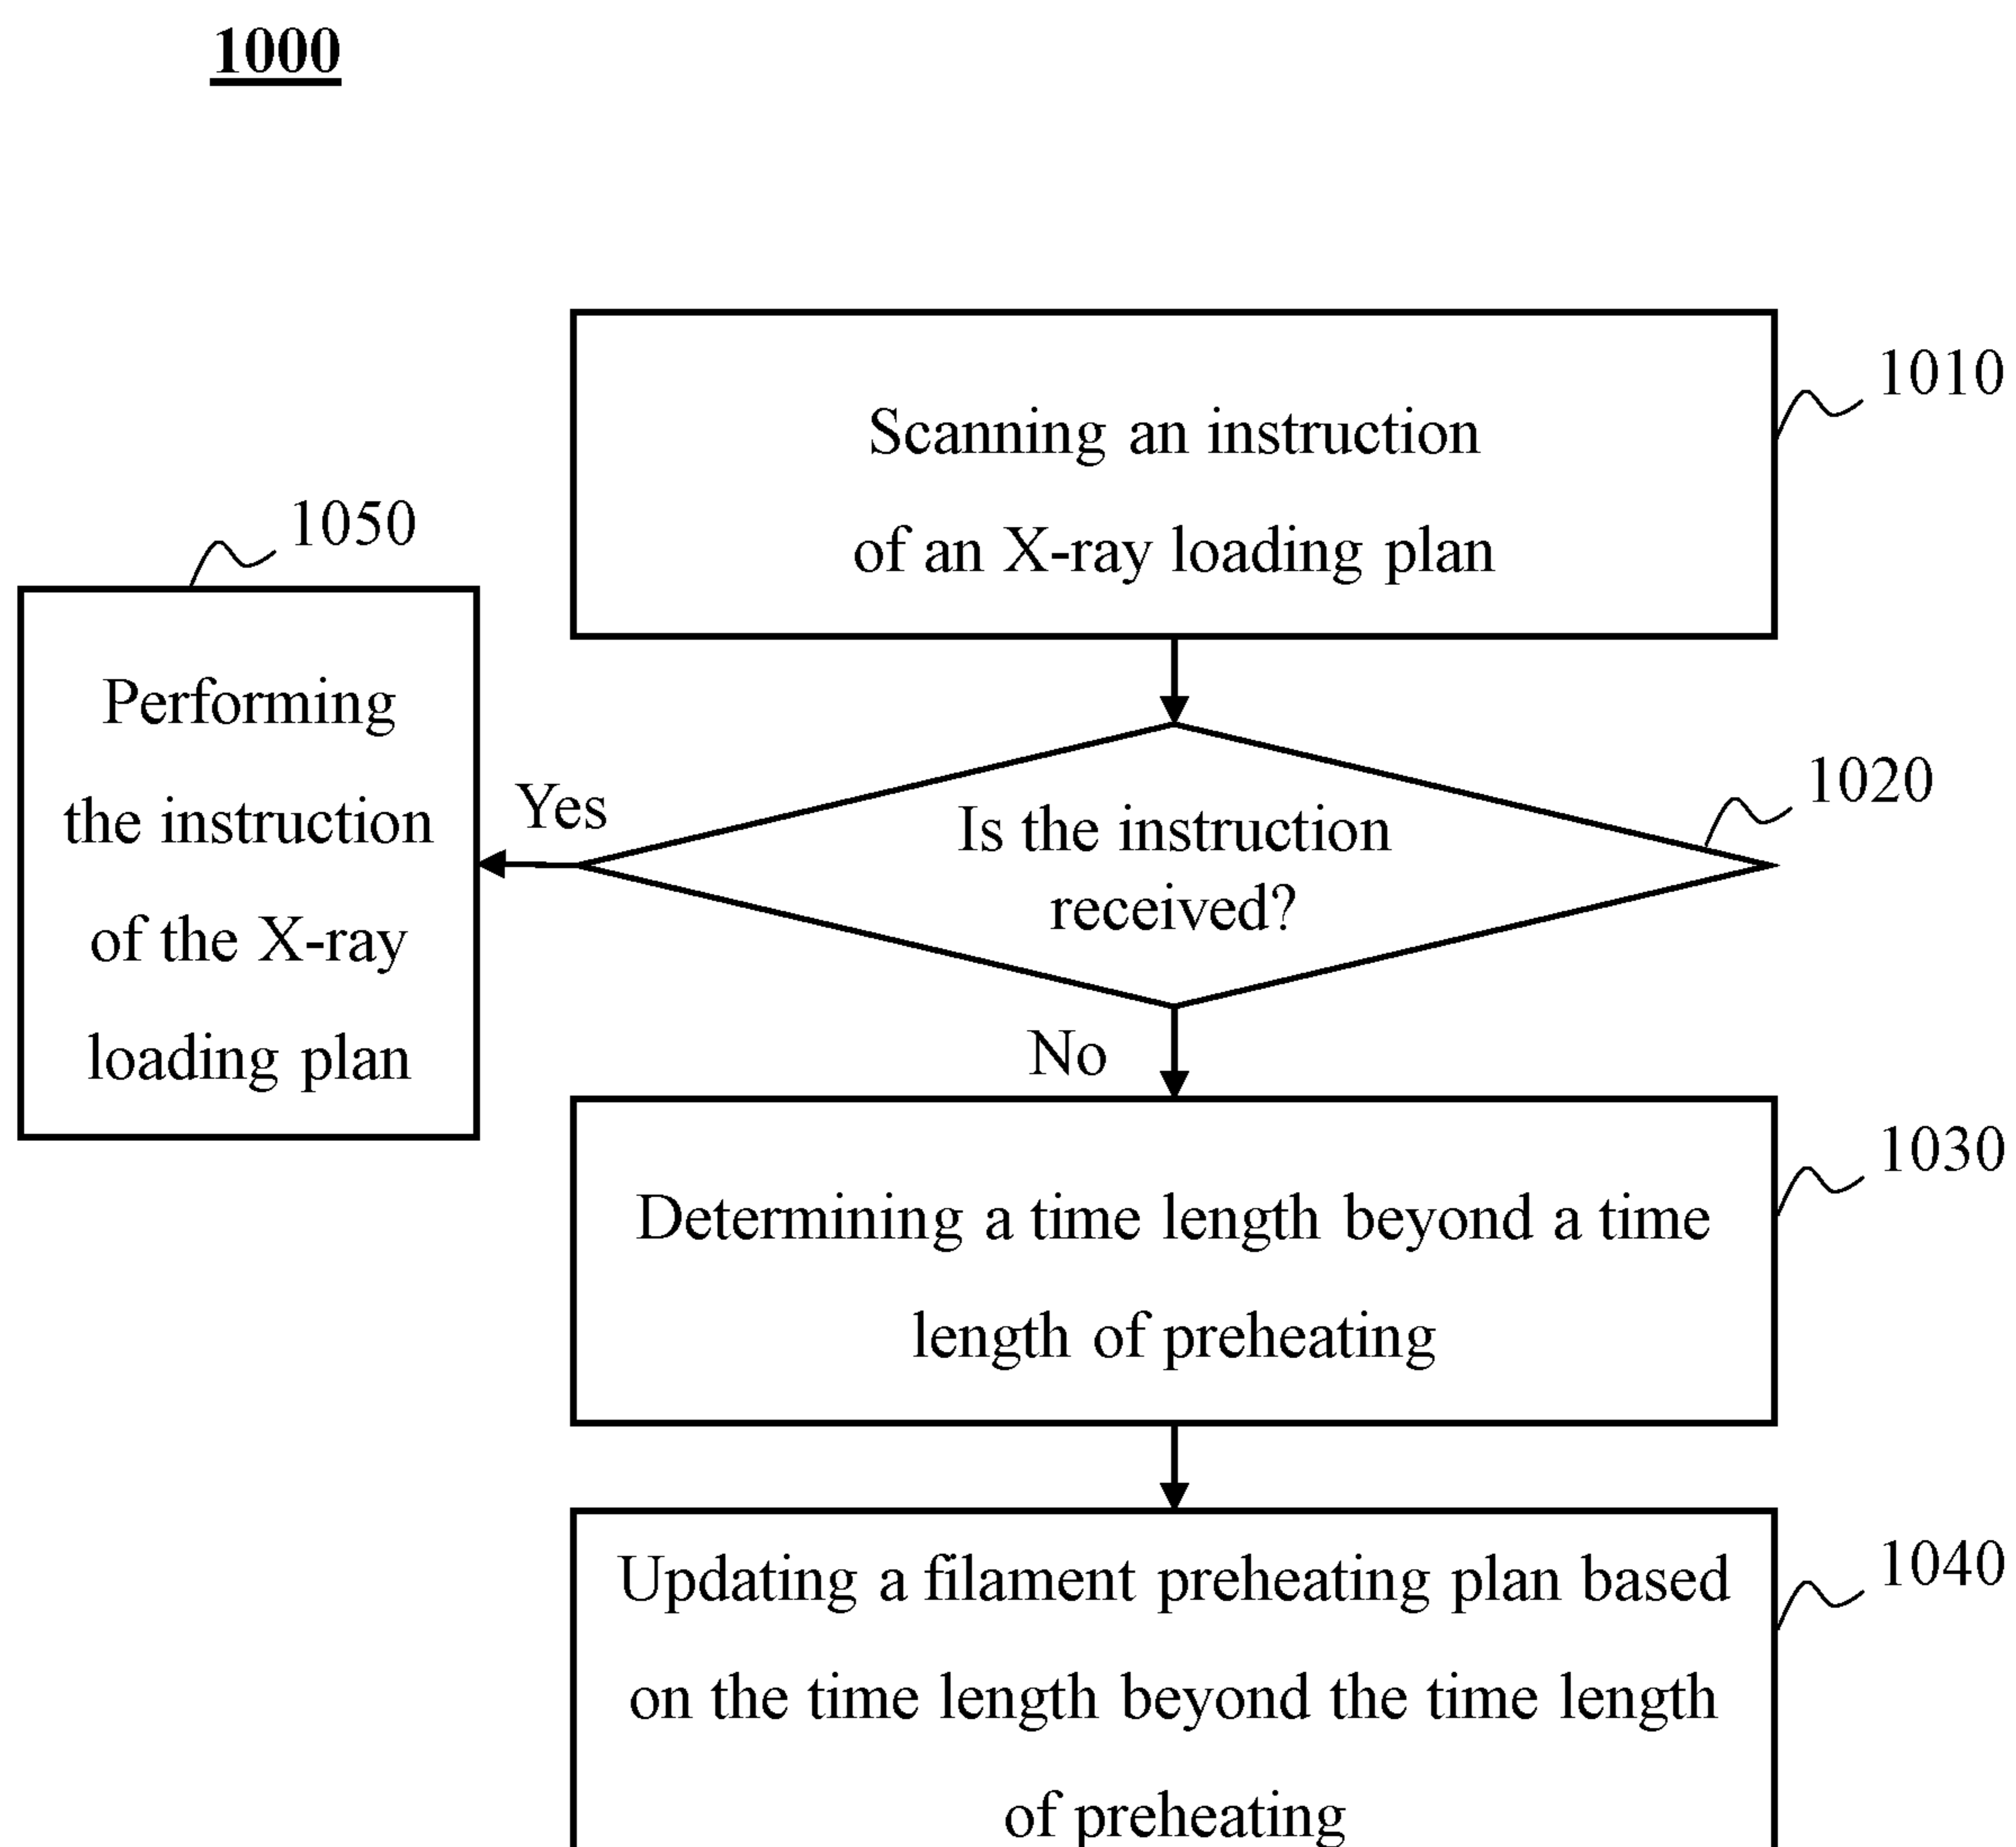 1000
Scanning an instruction
of an X-ray loading plan
1010
1050
Performing
the instruction
of the X-ray
loading plan
Yes
Is the instruction
received?
1020
No
Determining a time length beyond a time
length of preheating
1030
Updating a filament preheating plan based
on the time length beyond the time length
of preheating
1040